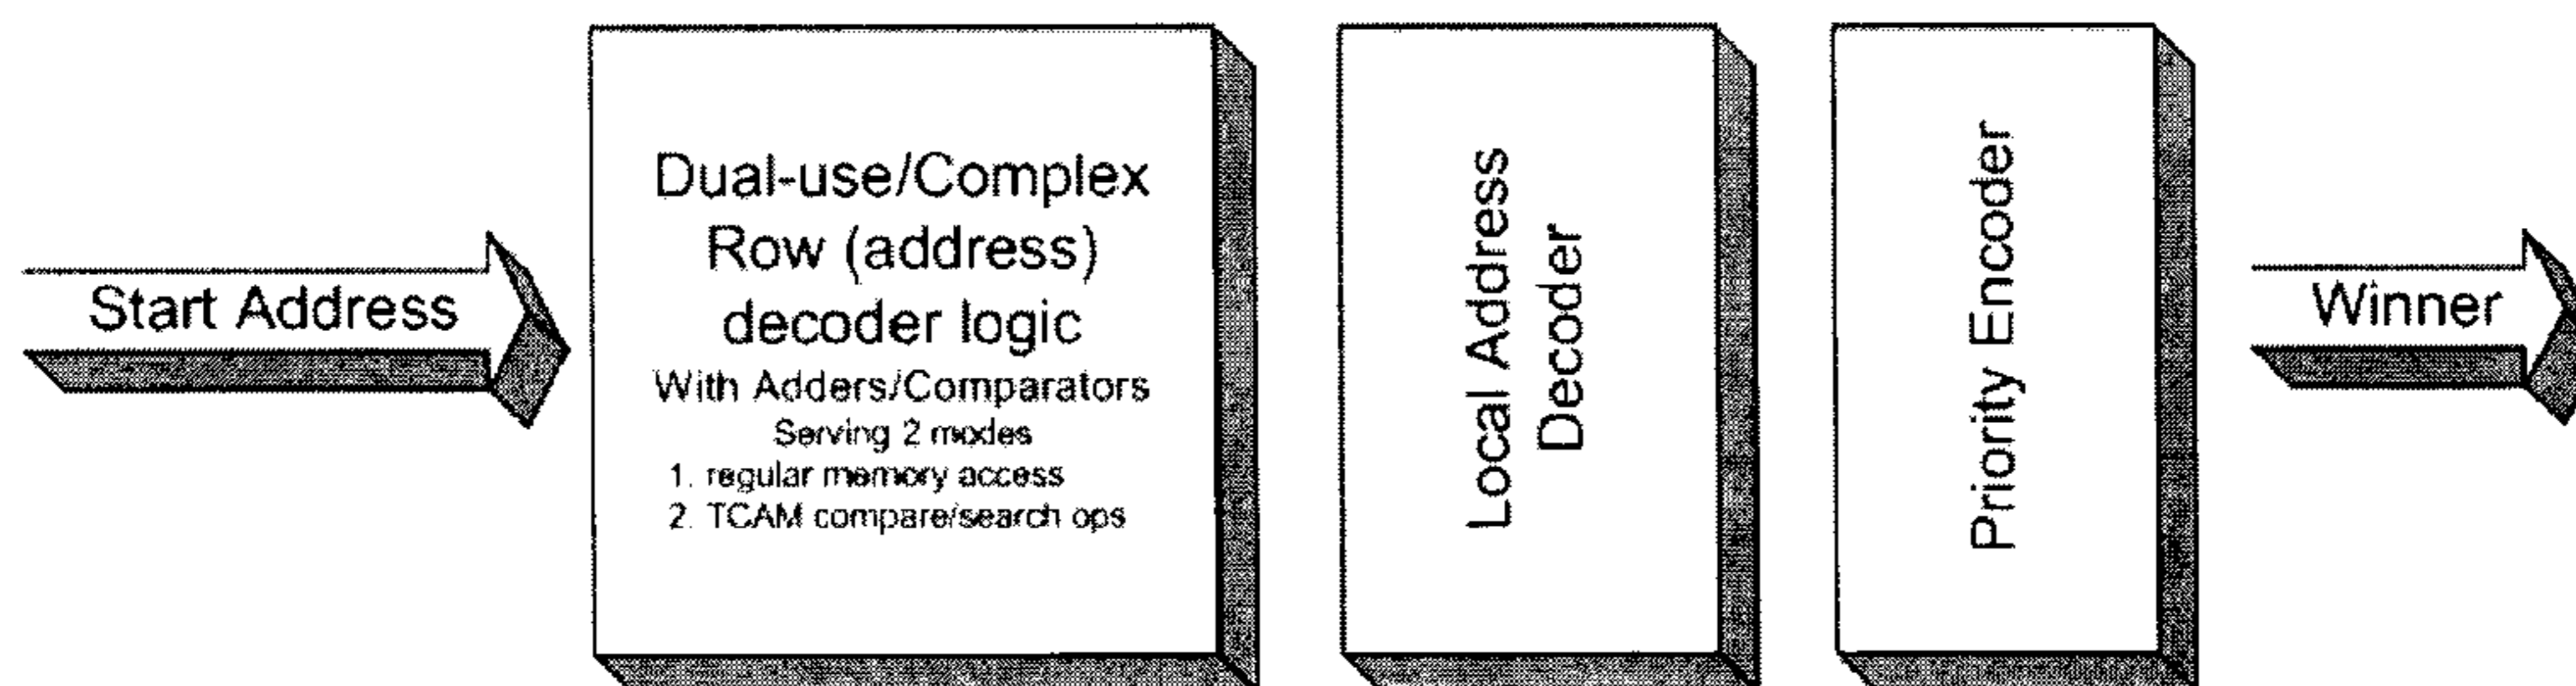 Start Address
Dual-use/Complex
Row (address)
decoder logic
With Adders/Comparators
Serving 2 modes
1. regular memory access
2. TCAM compare/search ops
Local Address
Decoder
Priority Encoder
Winner